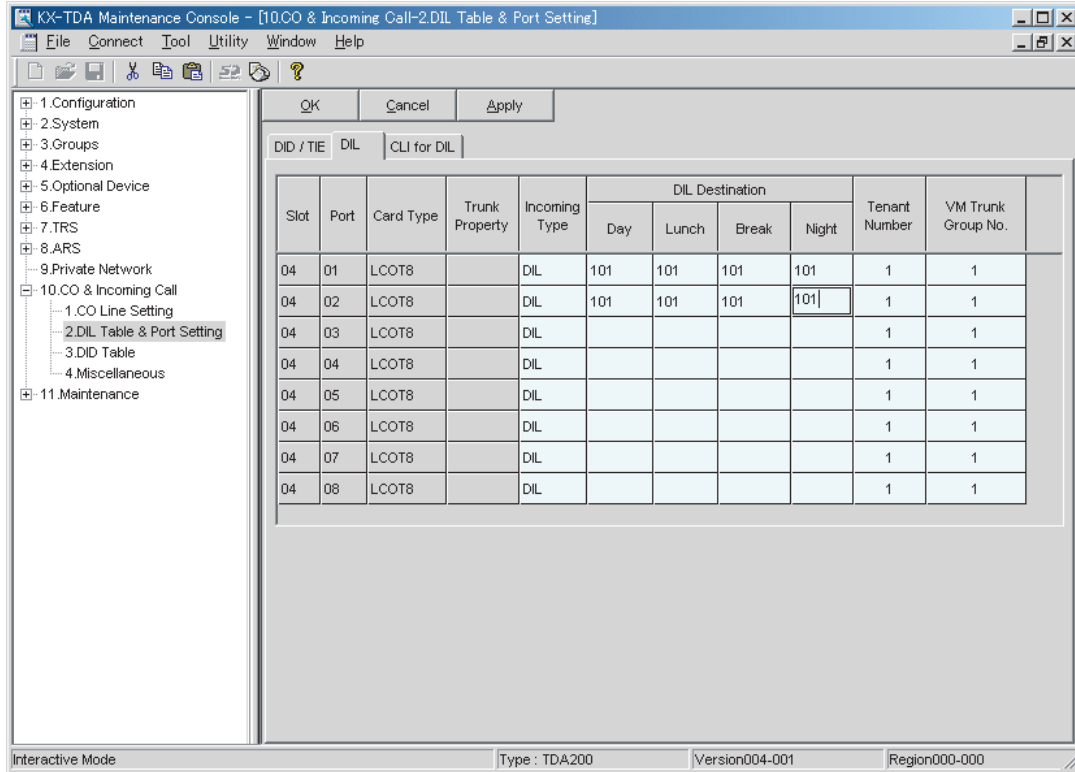 KX-TDA Maintenance Console - [10.CO & Incoming Call-2.DIL Table & Port Setting]
File Connect Tool Utility Window Help
1.Configuration
2.System
3.Groups
4.Extension
5.Optional Device
6.Feature
7.TRS
8.ARS
9.Private Network
10.CO & Incoming Call
1.CO Line Setting
2.DIL Table & Port Setting
3.DID Table
4.Miscellaneous
11.Maintenance
OK Cancel Apply
DID / TIE DIL CLI for DIL
DIL Destination
Slot Port Card Type Trunk Property Incoming Type Day Lunch Break Night Tenant Number VM Trunk Group No.
04 01 LCOT8 DIL 101 101 101 101 1 1
04 02 LCOT8 DIL 101 101 101 101 1 1
04 03 LCOT8 DIL 1 1
04 04 LCOT8 DIL 1 1
04 05 LCOT8 DIL 1 1
04 06 LCOT8 DIL 1 1
04 07 LCOT8 DIL 1 1
04 08 LCOT8 DIL 1 1
Interactive Mode Type : TDA200 Version004-001 Region000-000